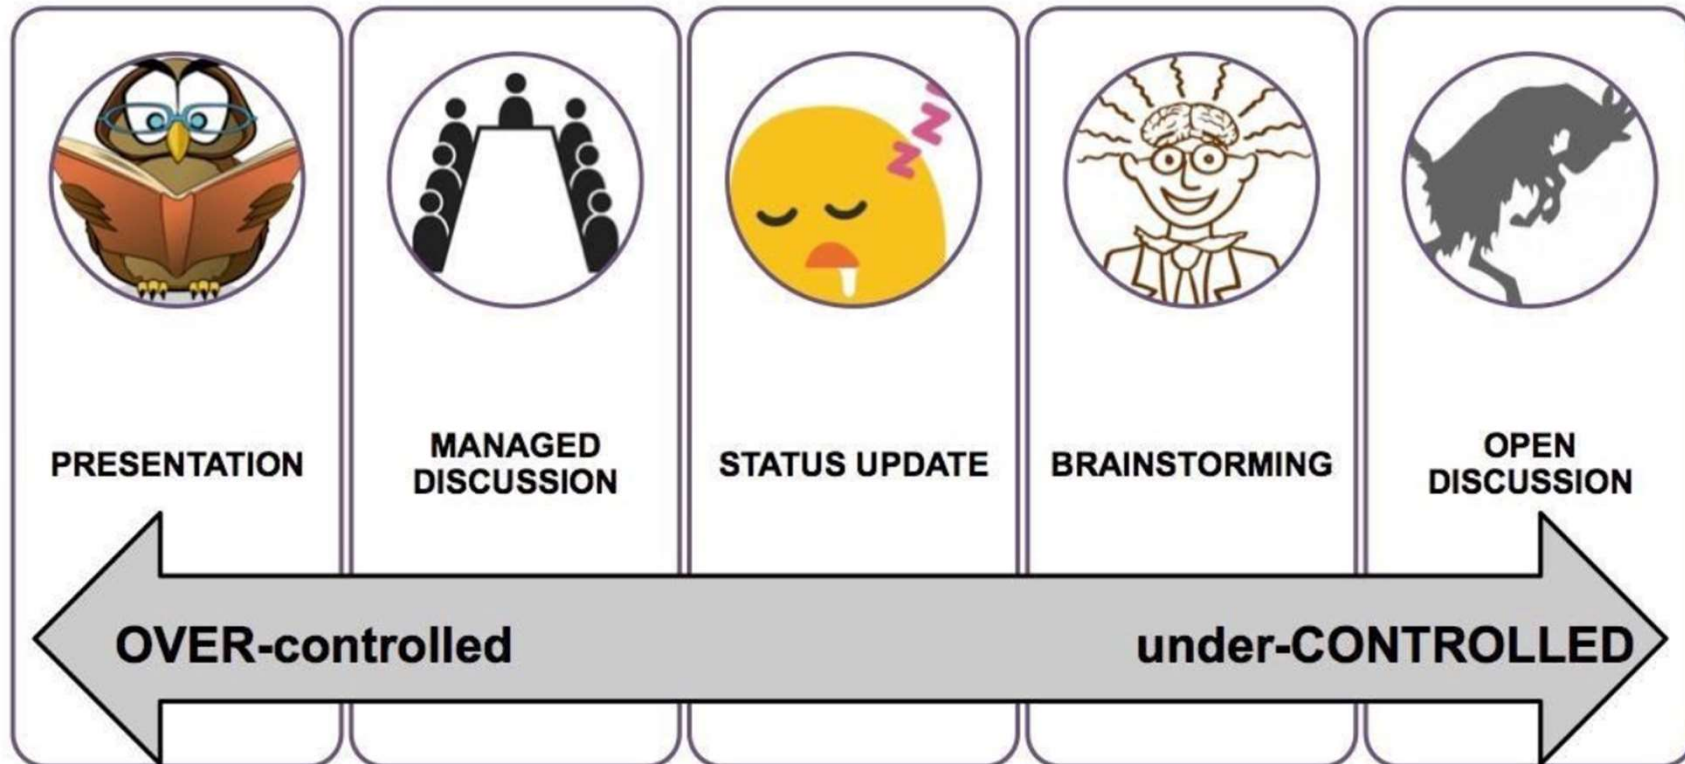 PRESENTATION
MANAGED
DISCUSSION
STATUS UPDATE
BRAINSTORMING
OPEN
DISCUSSION
OVER-controlled
under-CONTROLLED